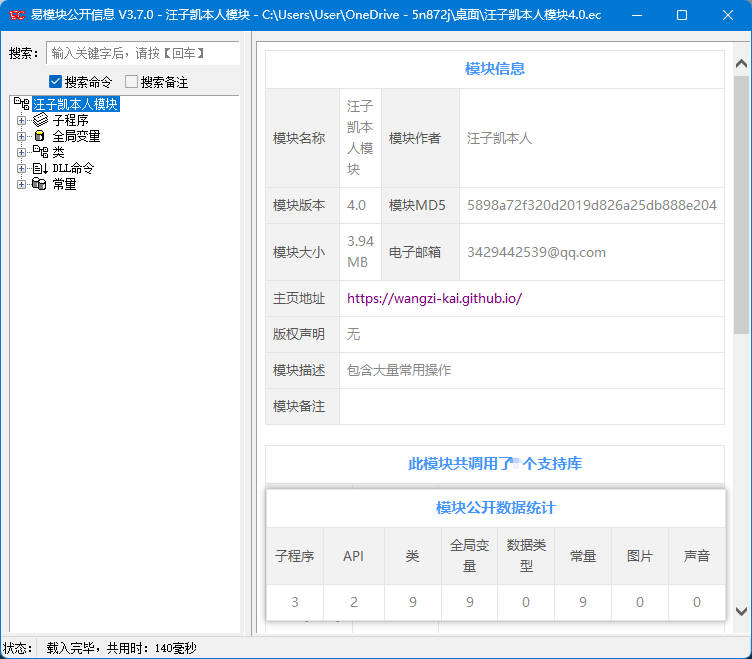 易模块公开信息 V3.7.0 - 汪子凯本人模块 - C:\Users\User\OneDrive - 5n872j\桌面\汪子凯本人模块4.0.ec
搜索: 输入关键字后，请按【回车】
搜索命令 搜索备注
汪子凯本人模块
子程序
全局变量
类
DLL命令
常量
模块信息
模块名称 汪子凯本人模块 模块作者 汪子凯本人
模块版本 4.0 模块MD5 5898a72f320d2019d826a25db888e204
模块大小 3.94 MB 电子邮箱 3429442539@qq.com
主页地址 https://wangzi-kai.github.io/
版权声明 无
模块描述 包含大量常用操作
模块备注
此模块共调用了 个支持库
模块公开数据统计
子程序 API 类 全局变量 数据类型 常量 图片 声音
3 2 9 9 0 9 0 0
状态: 载入完毕，共用时：140毫秒